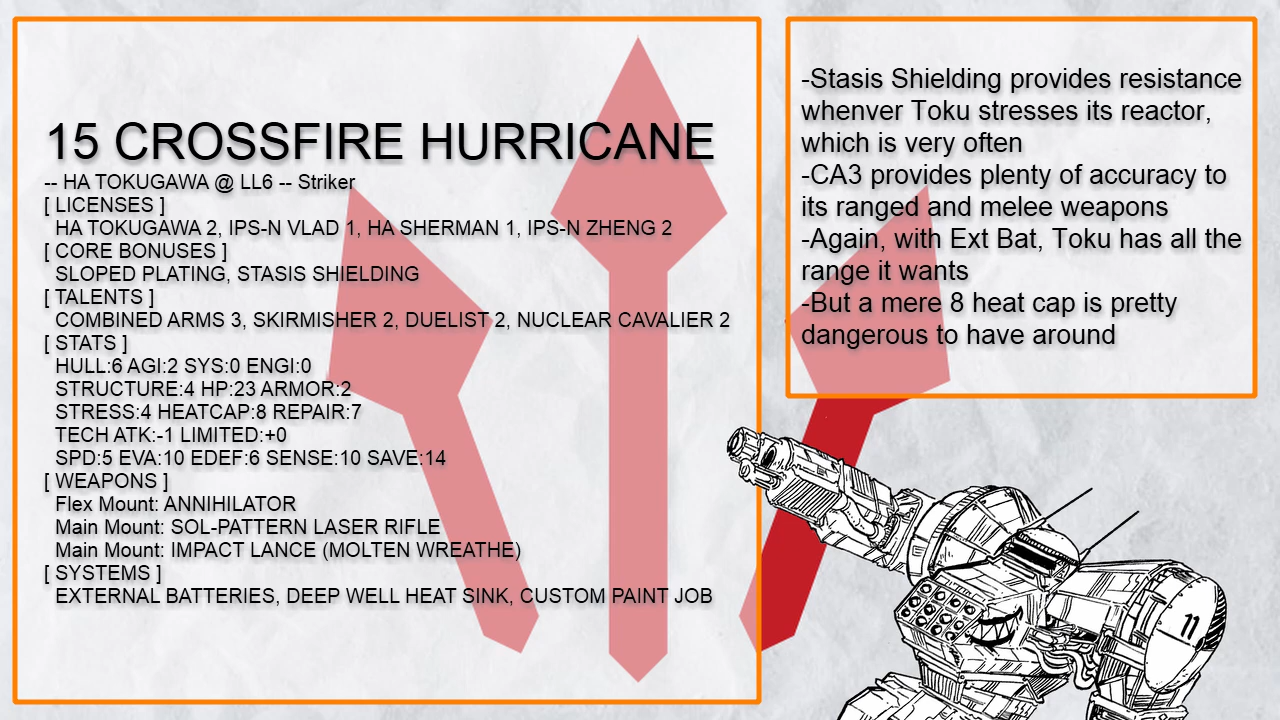 15 CROSSFIRE HURRICANE
-- HA TOKUGAWA @ LL6 -- Striker
[ LICENSES ]
HA TOKUGAWA 2, IPS-N VLAD 1, HA SHERMAN 1, IPS-N ZHENG 2
[ CORE BONUSES ]
SLOPED PLATING, STASIS SHIELDING
[ TALENTS ]
COMBINED ARMS 3, SKIRMISHER 2, DUELIST 2, NUCLEAR CAVALIER 2
[ STATS ]
HULL:6 AGI:2 SYS:0 ENGI:0
STRUCTURE:4 HP:23 ARMOR:2
STRESS:4 HEATCAP:8 REPAIR:7
TECH ATK:-1 LIMITED:+0
SPD:5 EVA:10 EDEF:6 SENSE:10 SAVE:14
[ WEAPONS ]
Flex Mount: ANNIHILATOR
Main Mount: SOL-PATTERN LASER RIFLE
Main Mount: IMPACT LANCE (MOLTEN WREATHE)
[ SYSTEMS ]
EXTERNAL BATTERIES, DEEP WELL HEAT SINK, CUSTOM PAINT JOB
-Stasis Shielding provides resistance
whenver Toku stresses its reactor,
which is very often
-CA3 provides plenty of accuracy to
its ranged and melee weapons
-Again, with Ext Bat, Toku has all the
range it wants
-But a mere 8 heat cap is pretty
dangerous to have around
11